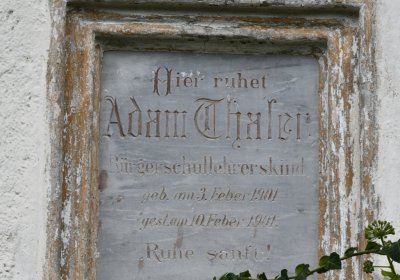 Hier ruhet
Adam Thaler
Bürgerschullehrerskind
geb. am 3. Feber 1901
gest. am 10. Feber 1901.
Ruhe sanft!